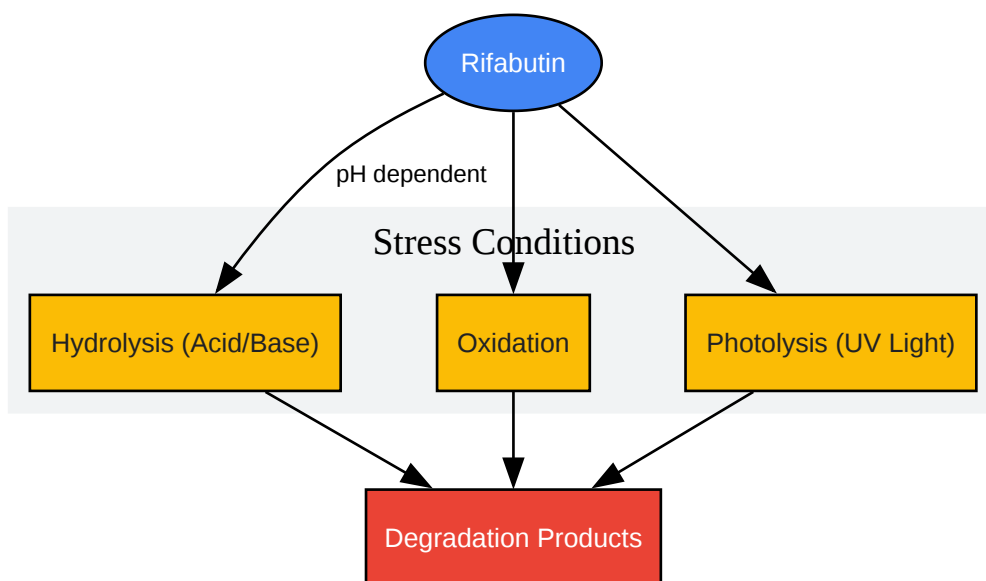 Rifabutin
pH dependent
Stress Conditions
Hydrolysis (Acid/Base)
Oxidation
Photolysis (UV Light)
Degradation Products